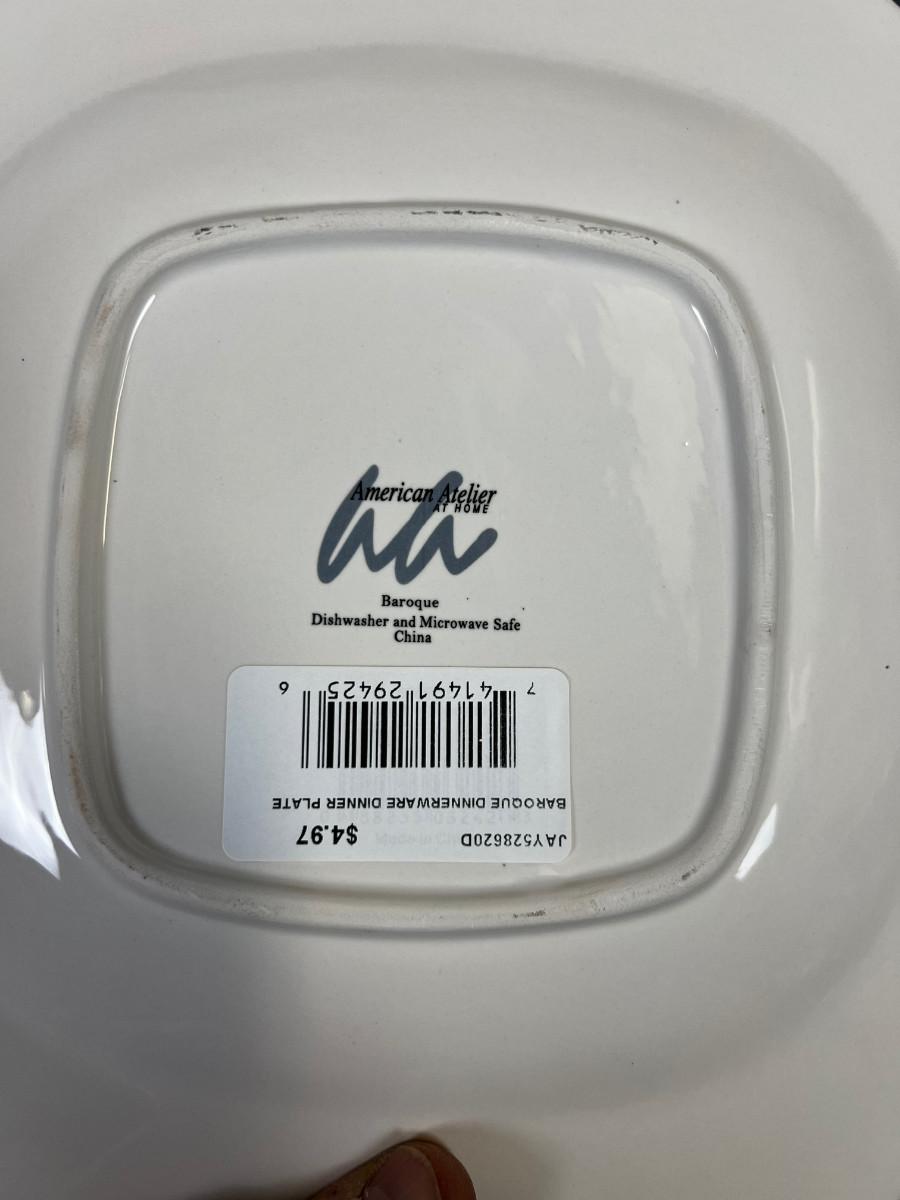 American Atelier
AT HOME
Baroque
Dishwasher and Microwave Safe
China
JAY528620D $4.97
BAROQUE DINNERWARE DINNER PLATE
7 41491 29425 6